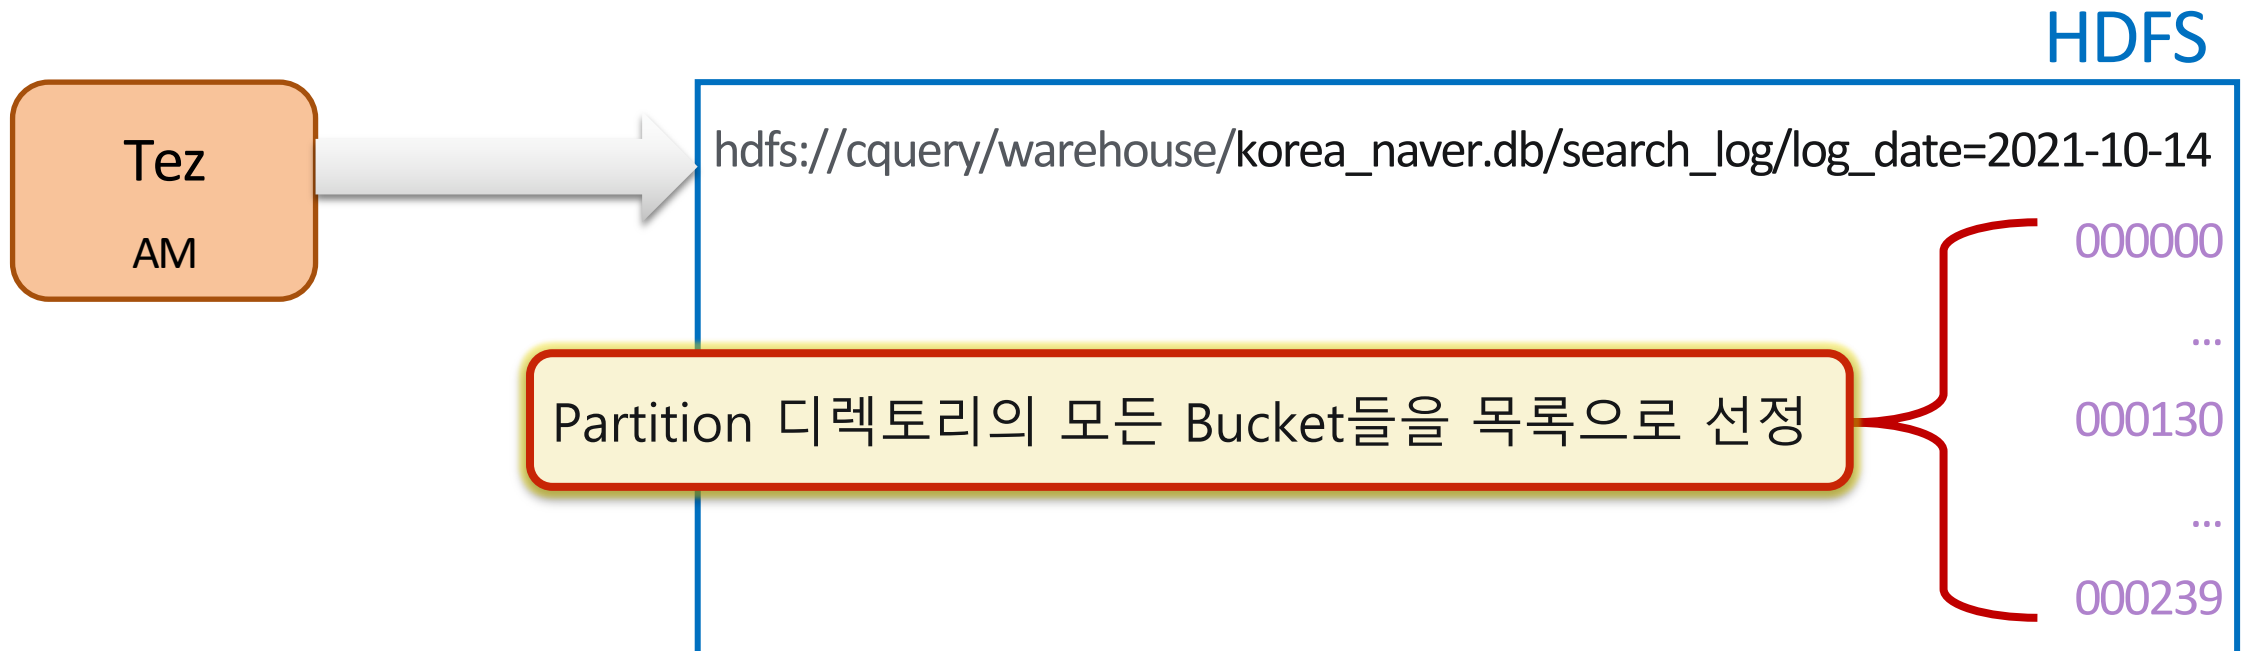 HDFS
Tez
AM
hdfs://cquery/warehouse/korea_naver.db/search_log/log_date=2021-10-14
000000
...
Partition 디렉토리의 모든 Bucket들을 목록으로 선정
000130
...
000239